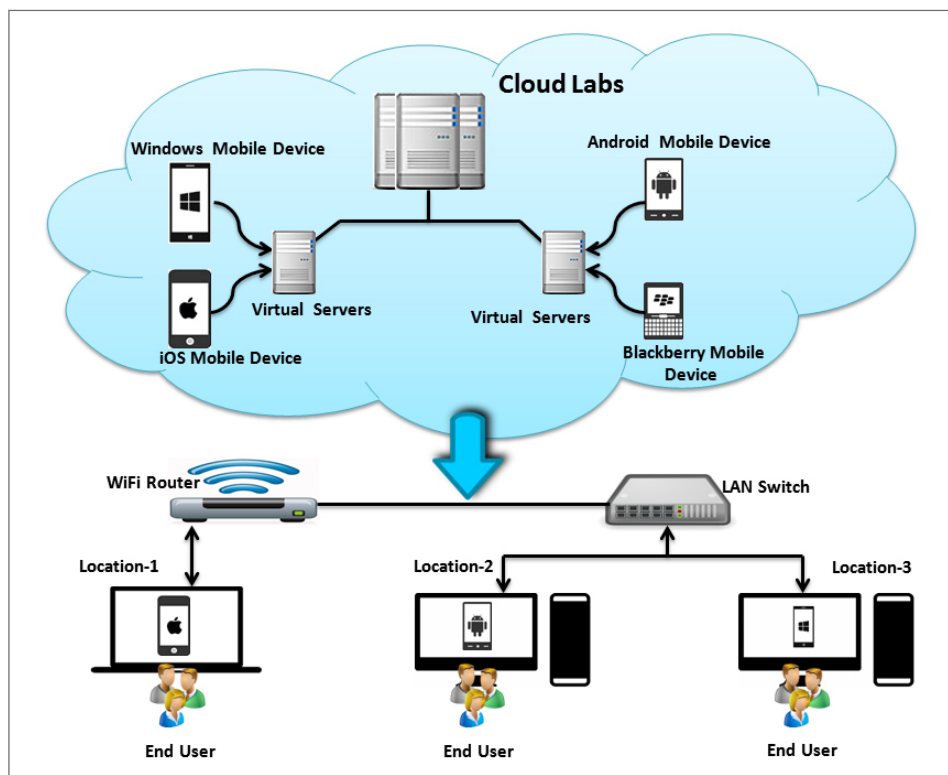 Cloud Labs
Windows Mobile Device
Android Mobile Device
Virtual Servers
Virtual Servers
iOS Mobile Device
Blackberry Mobile
Device
WiFi Router
LAN Switch
Location-1
Location-2
Location-3
End User
End User
End User